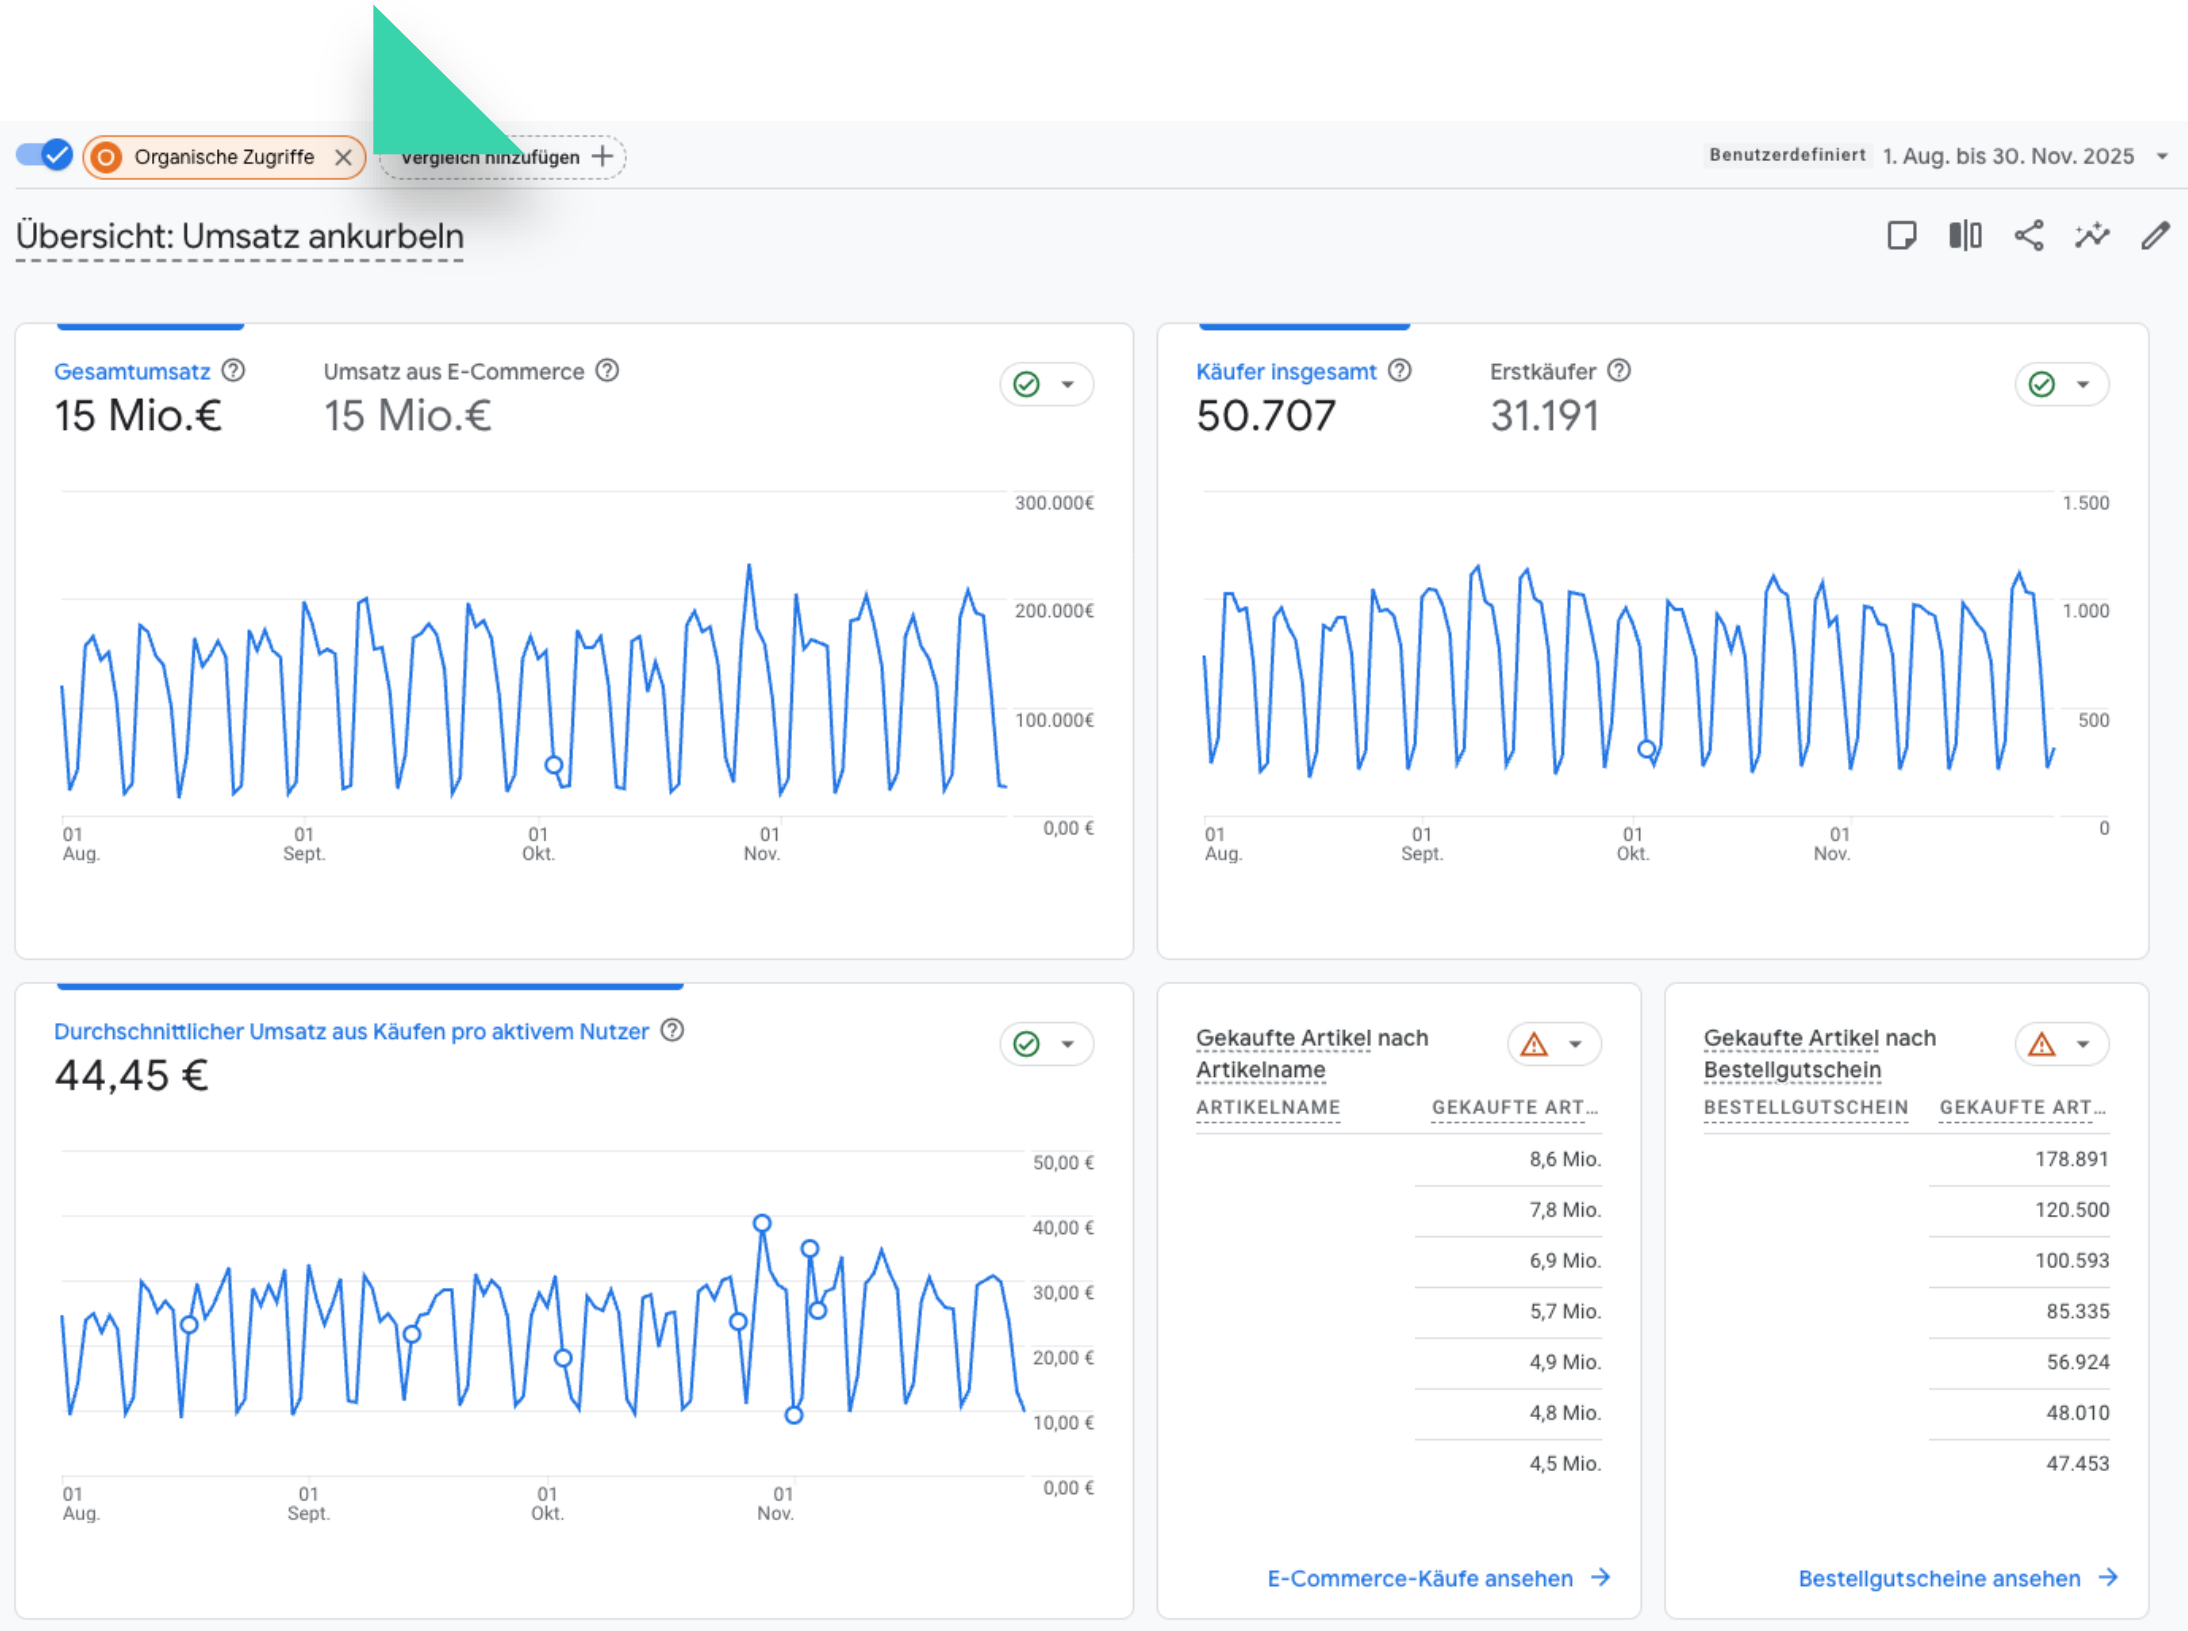 Organische Zugriffe
Vergleich hinzufügen
Benutzerdefiniert 1. Aug. bis 30. Nov. 2025
Übersicht: Umsatz ankurbeln
Gesamtumsatz
15 Mio.€
Umsatz aus E-Commerce
15 Mio.€
300.000€
200.000€
100.000€
0,00 €
01
Aug.
01
Sept.
01
Okt.
01
Nov.
Käufer insgesamt
50.707
Erstkäufer
31.191
1.500
1.000
500
0
01
Aug.
01
Sept.
01
Okt.
01
Nov.
Durchschnittlicher Umsatz aus Käufen pro aktivem Nutzer
44,45 €
50,00 €
40,00 €
30,00 €
20,00 €
10,00 €
0,00 €
01
Aug.
01
Sept.
01
Okt.
01
Nov.
Gekaufte Artikel nach
Artikelname
ARTIKELNAME GEKAUFTE ART...
8,6 Mio.
7,8 Mio.
6,9 Mio.
5,7 Mio.
4,9 Mio.
4,8 Mio.
4,5 Mio.
E-Commerce-Käufe ansehen
Gekaufte Artikel nach
Bestellgutschein
BESTELLGUTSCHEIN GEKAUFTE ART...
178.891
120.500
100.593
85.335
56.924
48.010
47.453
Bestellgutscheine ansehen